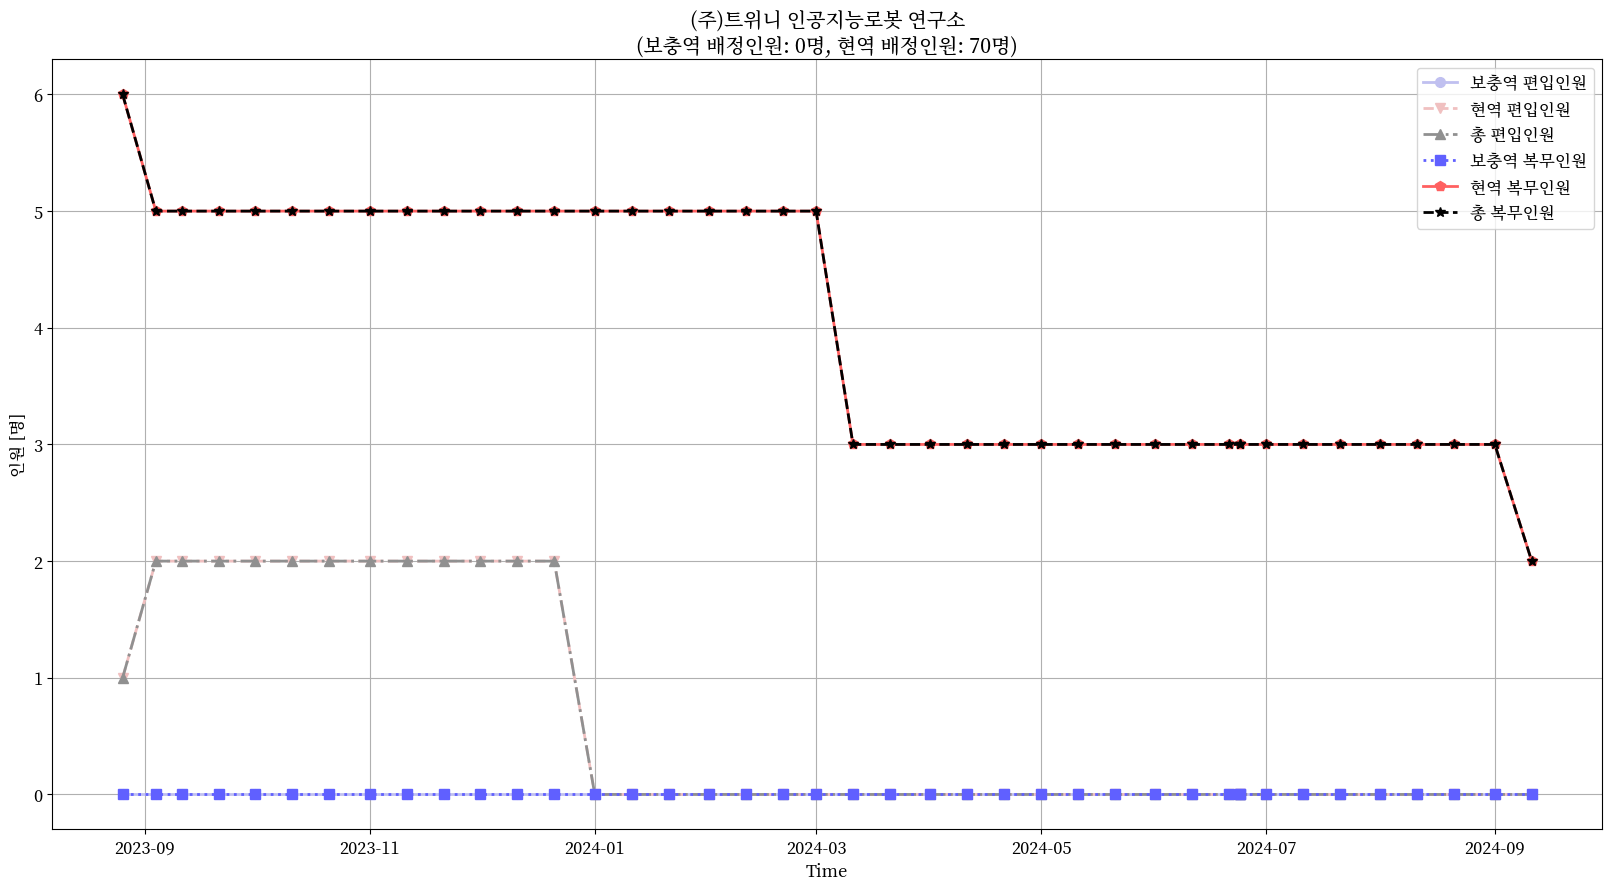 (주)트위니 인공지능로봇 연구소
(보충역 배정인원: 0명, 현역 배정인원: 70명)
보충역 편입인원
현역 편입인원
총 편입인원
보충역 복무인원
현역 복무인원
총 복무인원
인원 [명]
6
5
4
3
2
1
0
2023-09
2023-11
2024-01
2024-03
2024-05
2024-07
2024-09
Time